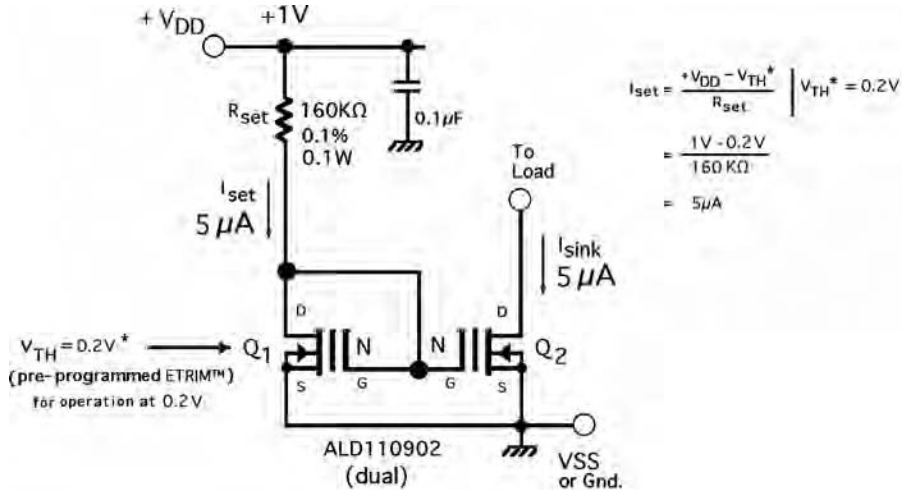 + VDD
+1V
Rset
160KΩ
0.1%
0.1W
0.1µF
Iset = +VDD - VTH* / Rset | VTH* = 0.2V
= 1V - 0.2V / 160 KΩ
= 5µA
To
Load
Iset
5 µA
Isink
5 µA
D
D
VTH = 0.2V *
(pre-programmed ETRIM™)
for operation at 0.2V
Q1
N
N
Q2
S
G
G
S
ALD110902
(dual)
VSS
or Gnd.